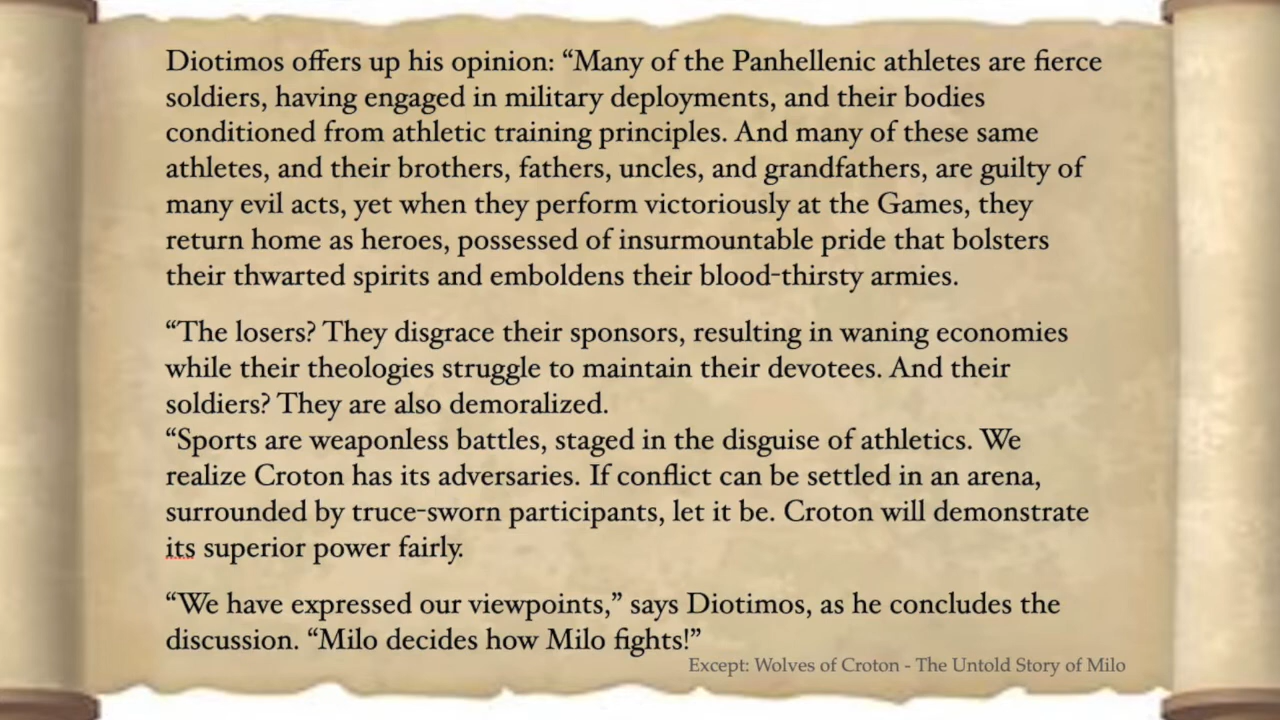 Diotimos offers up his opinion: “Many of the Panhellenic athletes are fierce
soldiers, having engaged in military deployments, and their bodies
conditioned from athletic training principles. And many of these same
athletes, and their brothers, fathers, uncles, and grandfathers, are guilty of
many evil acts, yet when they perform victoriously at the Games, they
return home as heroes, possessed of insurmountable pride that bolsters
their thwarted spirits and emboldens their blood-thirsty armies.
“The losers? They disgrace their sponsors, resulting in waning economies
while their theologies struggle to maintain their devotees. And their
soldiers? They are also demoralized.
“Sports are weaponless battles, staged in the disguise of athletics. We
realize Croton has its adversaries. If conflict can be settled in an arena,
surrounded by truce-sworn participants, let it be. Croton will demonstrate
its superior power fairly.
“We have expressed our viewpoints,” says Diotimos, as he concludes the
discussion. “Milo decides how Milo fights!”
Except: Wolves of Croton - The Untold Story of Milo